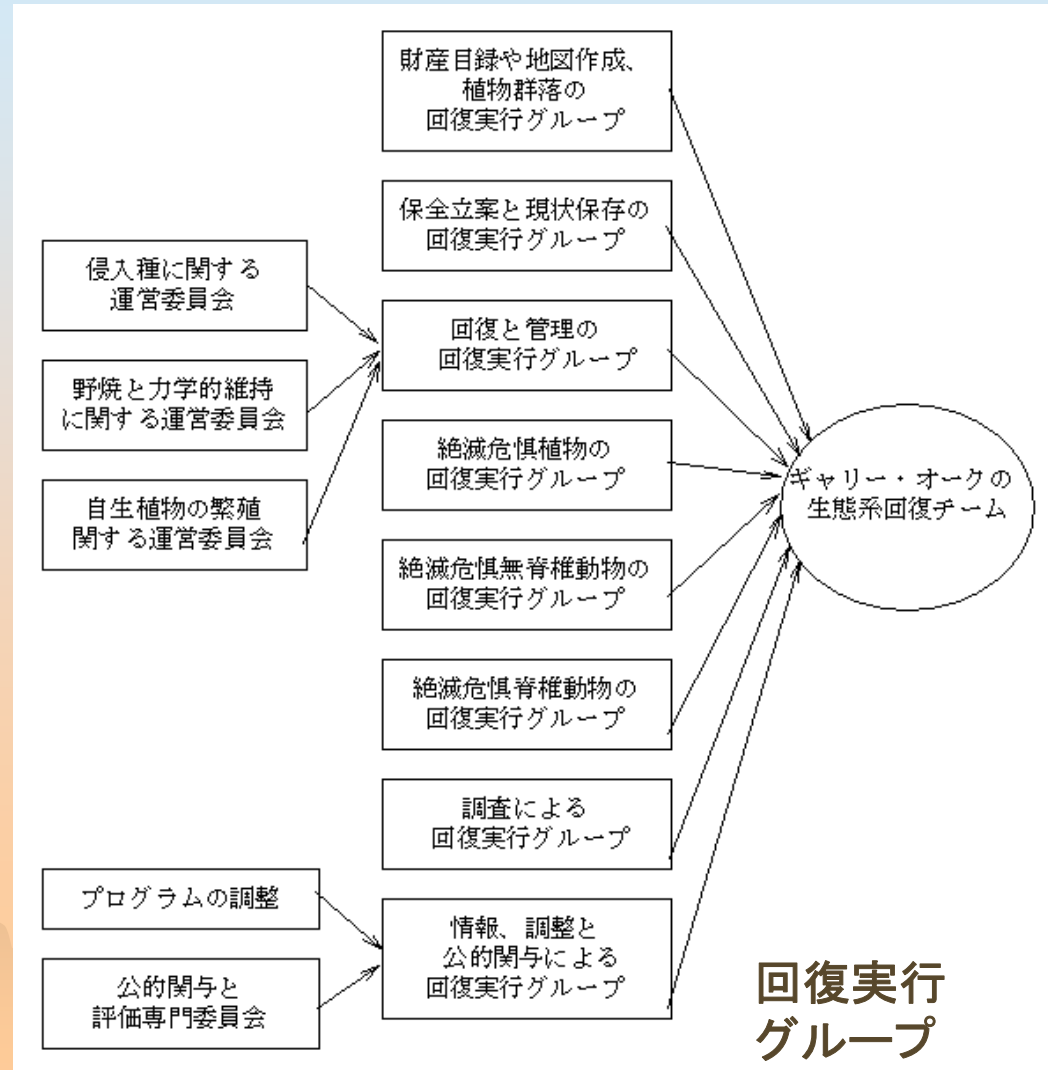 財産目録や地図作成、
植物群落の
回復実行グループ
保全立案と現状保存の
回復実行グループ
侵入種に関する
運営委員会
回復と管理の
回復実行グループ
野焼と力学的維持
に関する運営委員会
絶滅危惧植物の
回復実行グループ
ギャリー・オークの
生態系回復チーム
自生植物の繁殖
関する運営委員会
絶滅危惧無脊椎動物の
回復実行グループ
絶滅危惧脊椎動物の
回復実行グループ
調査による
回復実行グループ
プログラムの調整
情報、調整と
公的関与による
回復実行グループ
公的関与と
評価専門委員会
回復実行
グループ